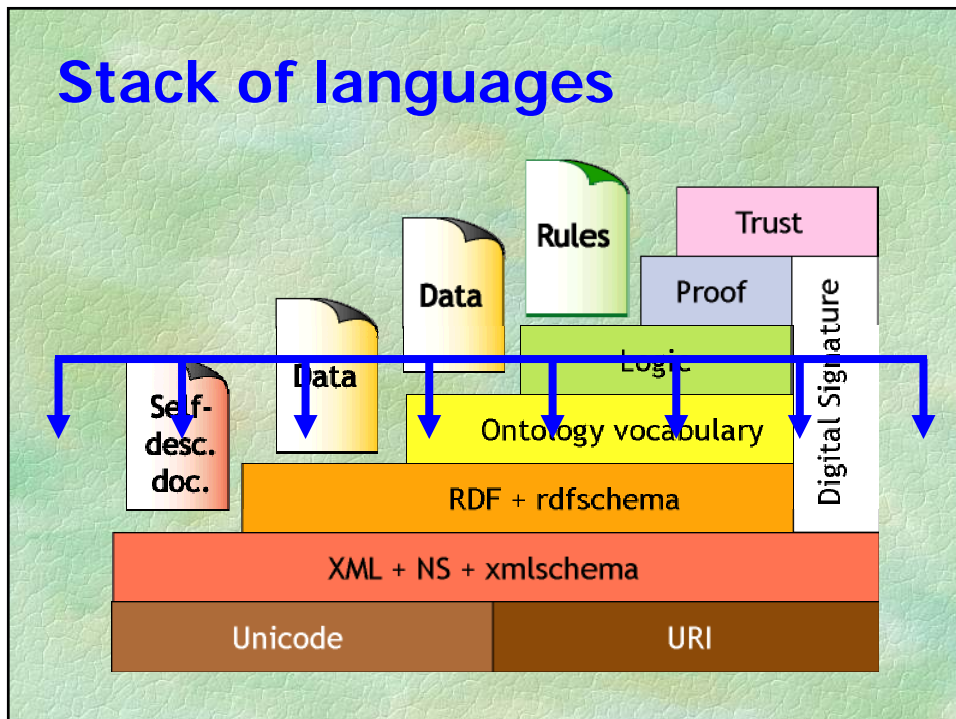 Stack of languages
Rules
Trust
Data
Proof
Data
Logic
Self-
desc.
doc.
Ontology vocabulary
Digital Signature
RDF + rdfschema
XML + NS + xmlschema
Unicode
URI